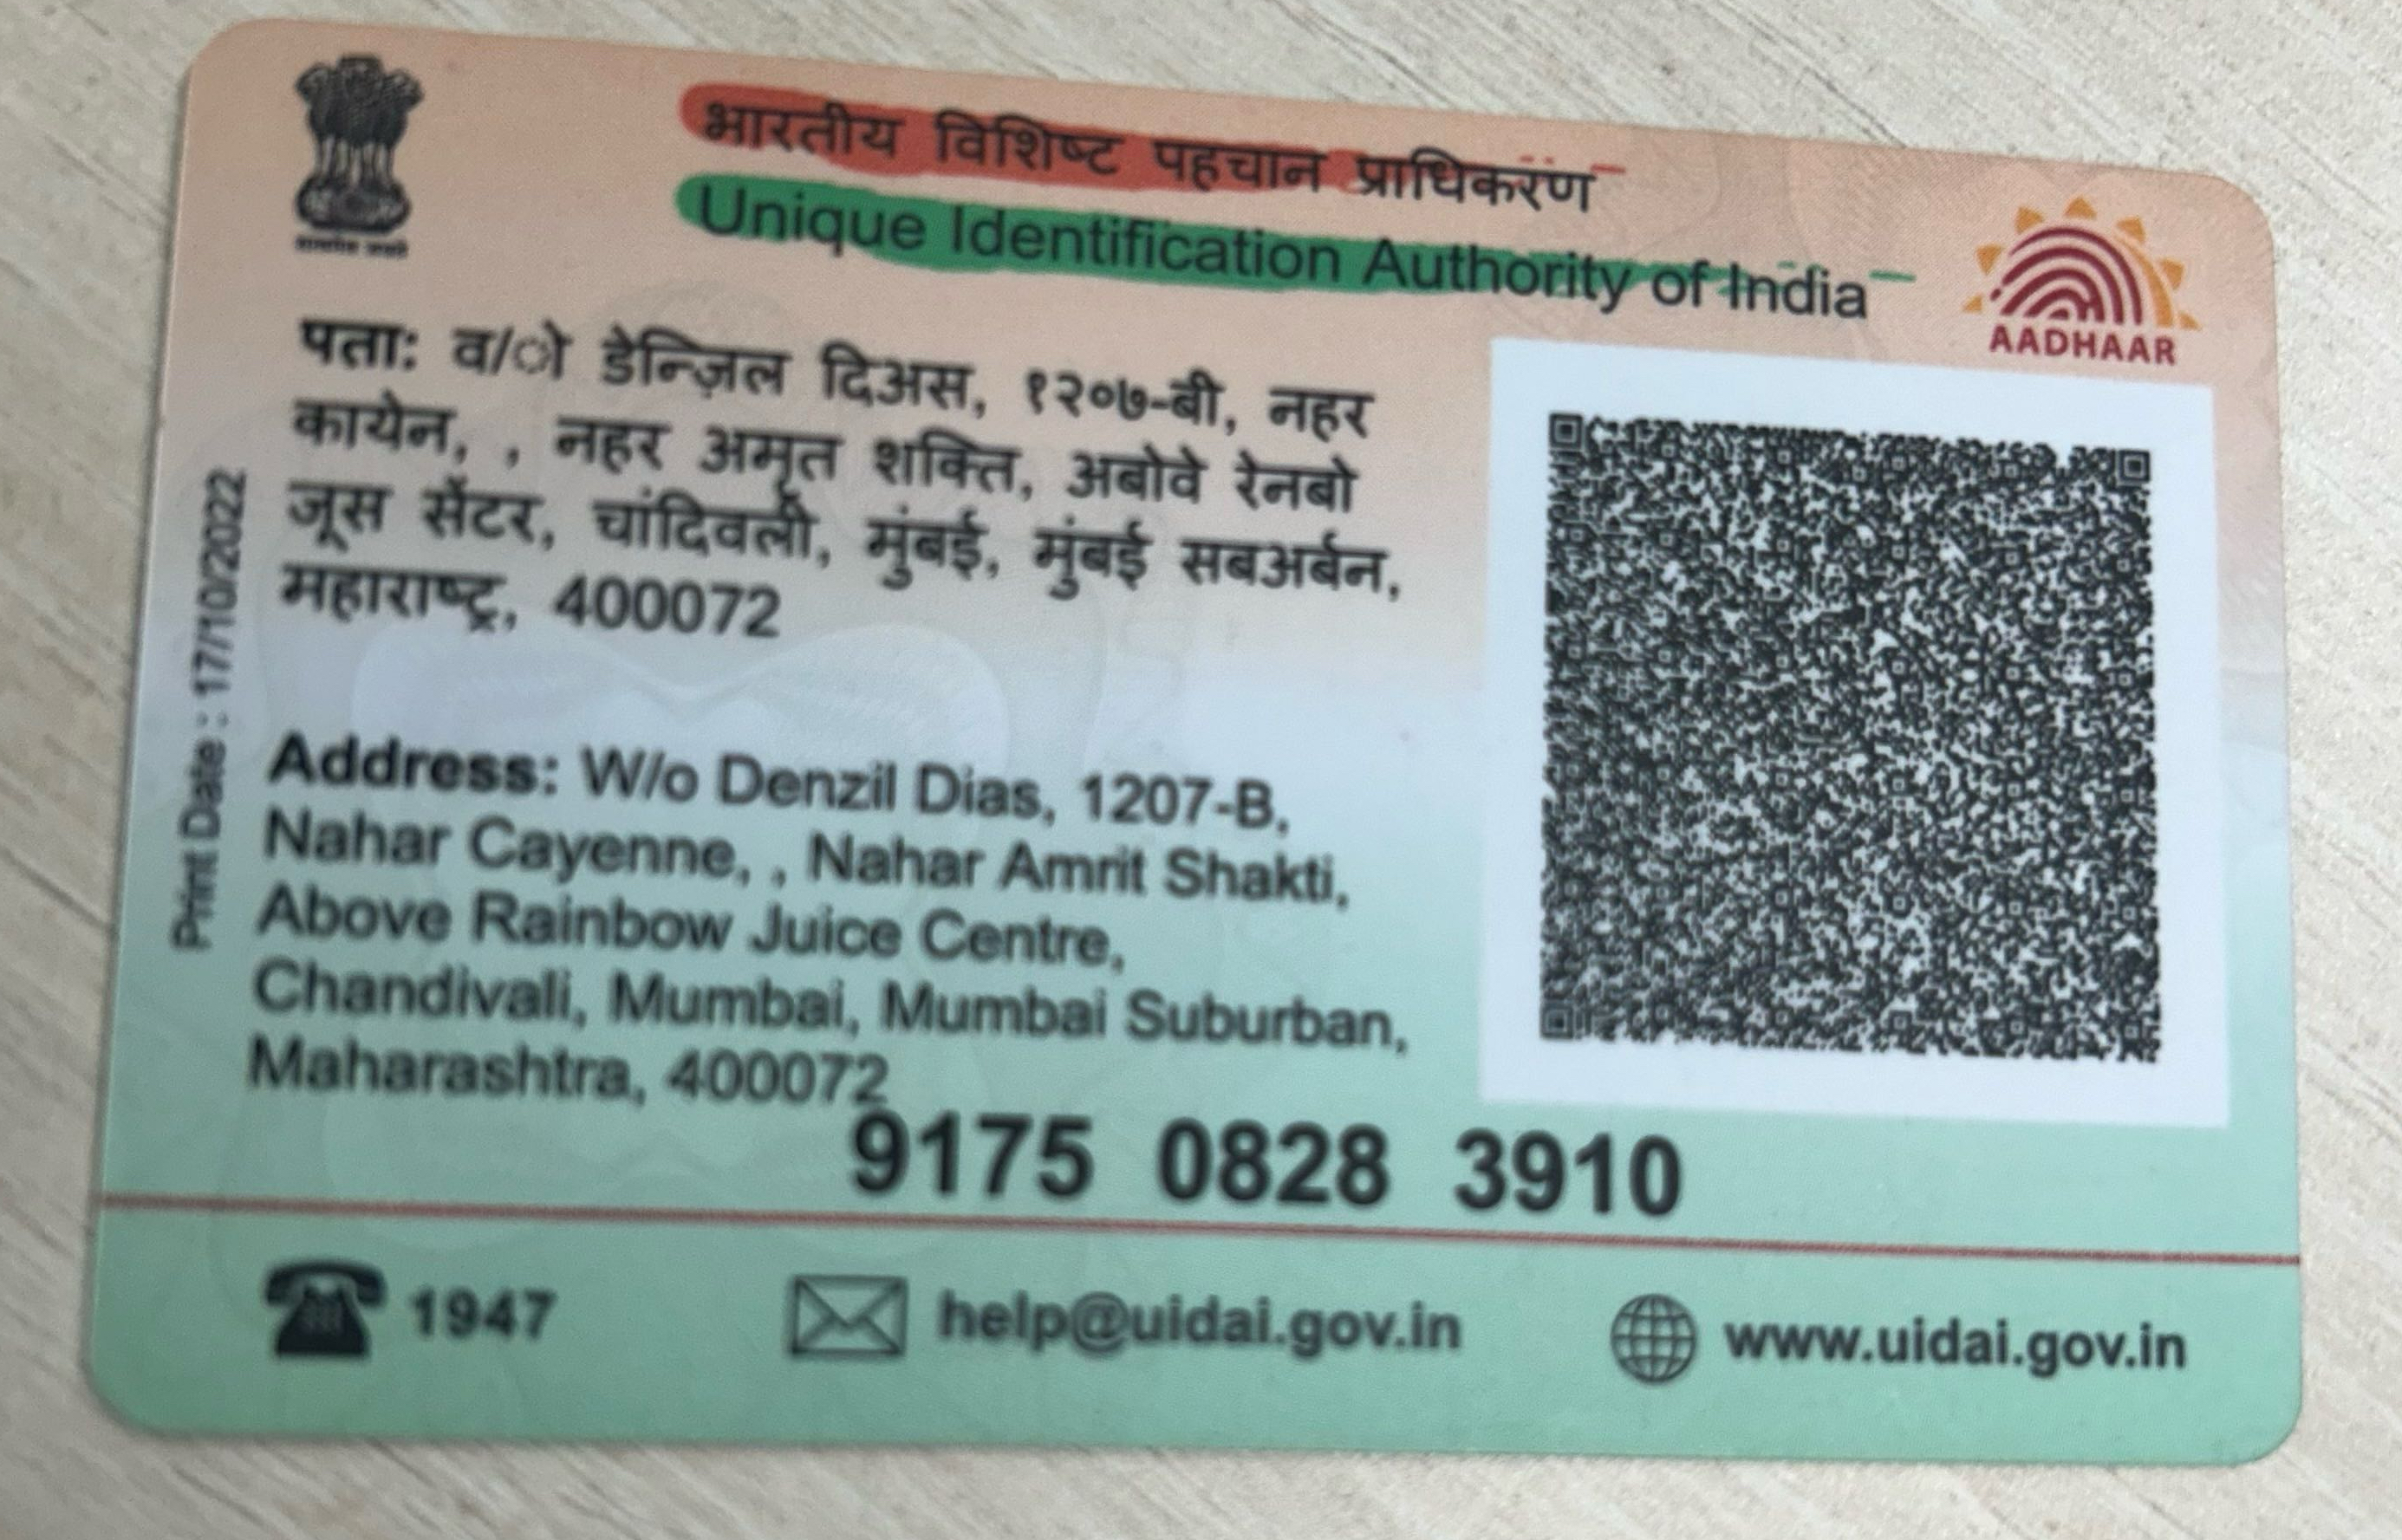 भारतीय विशिष्ट पहचान प्राधिकरण
Unique Identification Authority of India
AADHAAR
पता: व/ो डेन्ज़िल दिअस, १२०७-बी, नहर
कायेन, , नहर अमृत शक्ति, अबोवे रेनबो
जूस सेंटर, चांदिवली, मुंबई, मुंबई सबअर्बन,
महाराष्ट्र, 400072
Print Date : 17/10/2022
Address: W/o Denzil Dias, 1207-B,
Nahar Cayenne, , Nahar Amrit Shakti,
Above Rainbow Juice Centre,
Chandivali, Mumbai, Mumbai Suburban,
Maharashtra, 400072
9175 0828 3910
1947
help@uidai.gov.in
www.uidai.gov.in